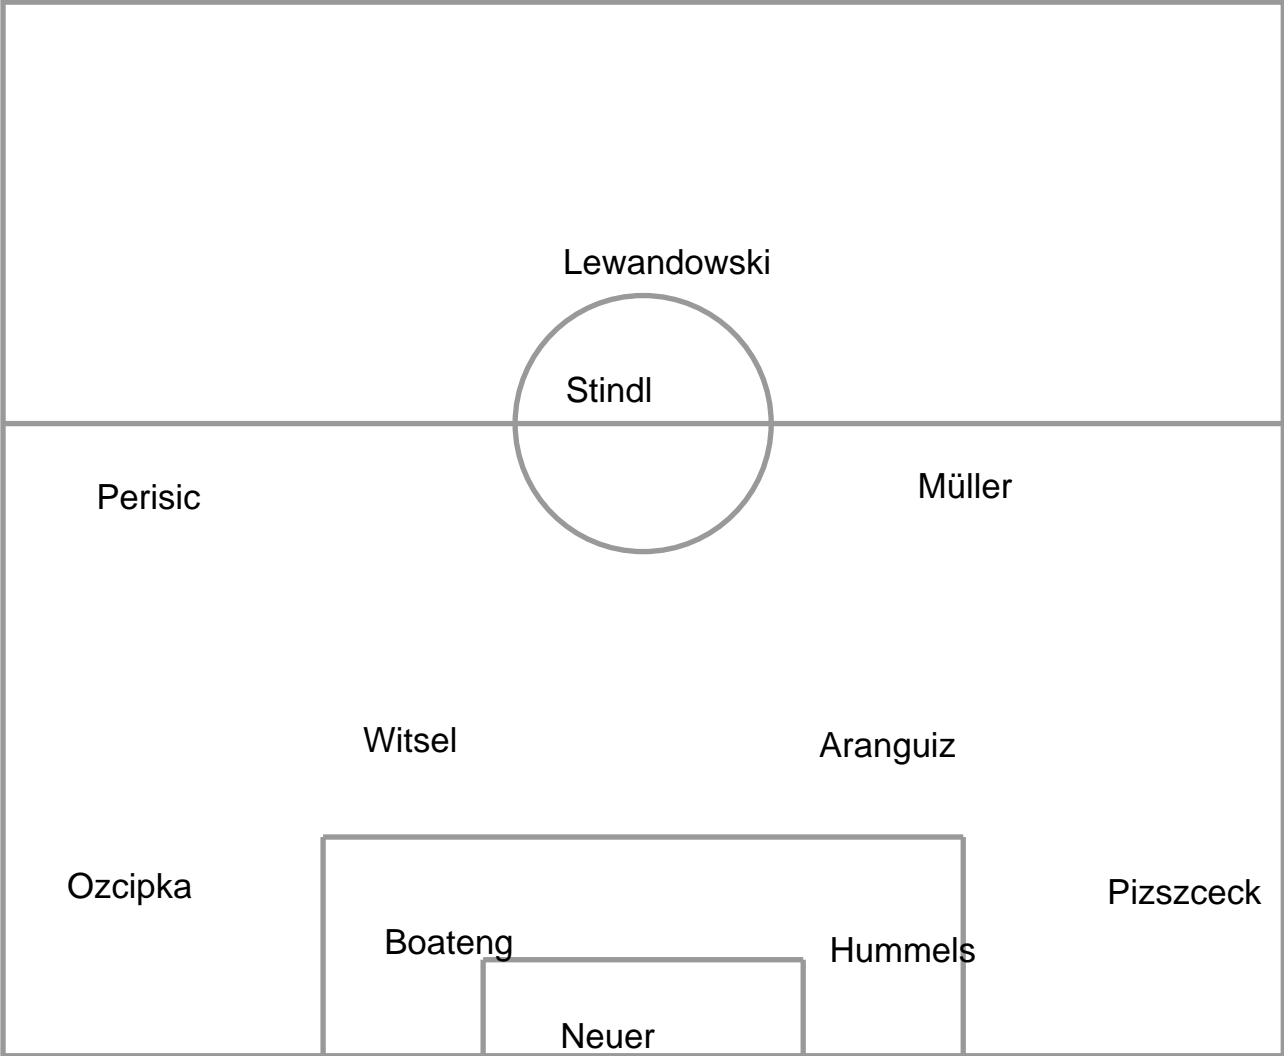 Lewandowski
Stindl
Perisic
Müller
Witsel
Aranguiz
Ozcipka
Pizszceck
Boateng
Hummels
Neuer